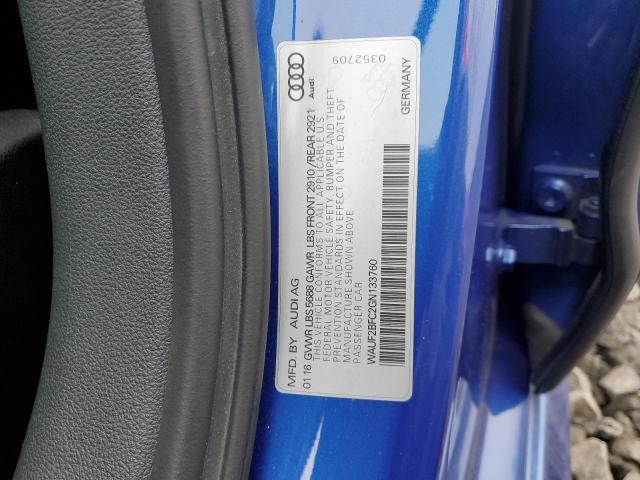 MFD. BY AUDI AG
Audi
01 16 GVWR LBS 5688 GAWR LBS FRONT 2910 / REAR 2921
THIS VEHICLE CONFORMS TO ALL APPLICABLE U.S.
FEDERAL MOTOR VEHICLE SAFETY, BUMPER AND THEFT
PREVENTION STANDARDS IN EFFECT ON THE DATE OF
MANUFACTURE SHOWN ABOVE
PASSENGER CAR
WAUF2BFC2GN133760
GERMANY
0352709